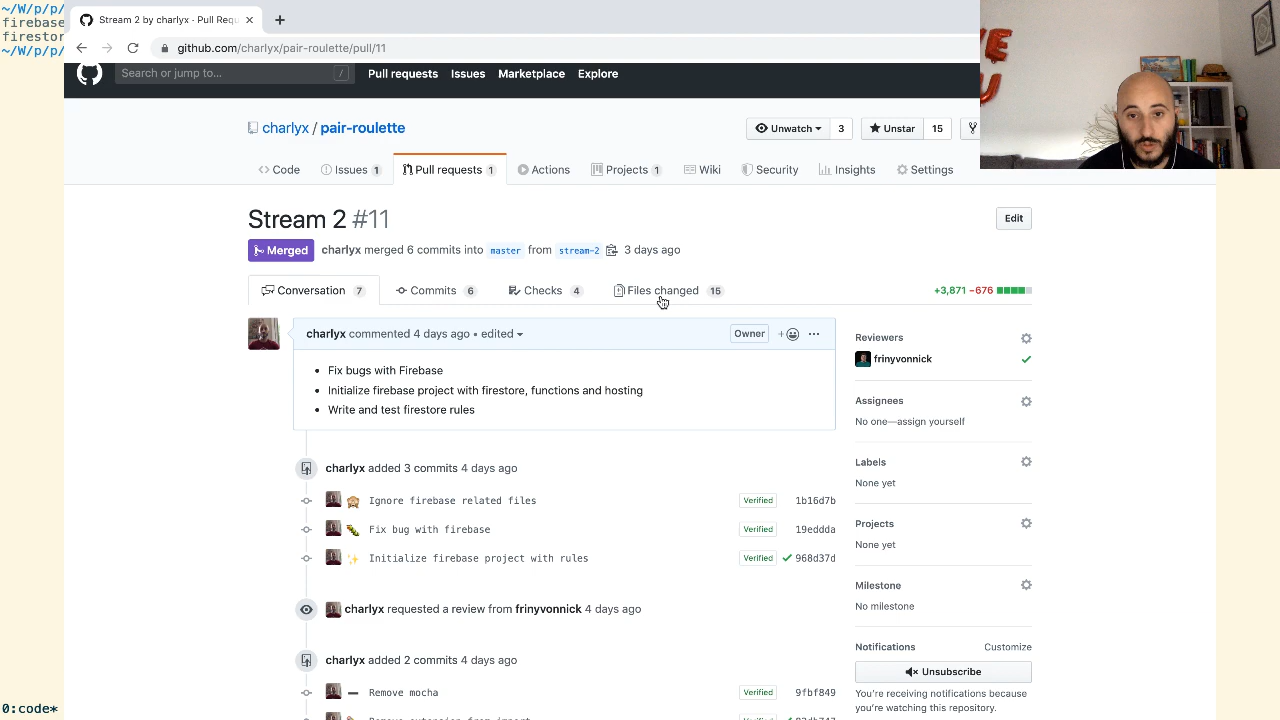 ~/W/p/p/
firebase
firestor
~/W/p/p/
Stream 2 by charlyx · Pull Requ
github.com/charlyx/pair-roulette/pull/11
Search or jump to... /
Pull requests Issues Marketplace Explore
charlyx / pair-roulette
Unwatch 3 Unstar 15
Code Issues 1 Pull requests 1 Actions Projects 1 Wiki Security Insights Settings
Stream 2 #11
Edit
Merged charlyx merged 6 commits into master from stream-2 3 days ago
Conversation 7 Commits 6 Checks 4 Files changed 15
+3,871 −676
charlyx commented 4 days ago • edited
Owner
• Fix bugs with Firebase
• Initialize firebase project with firestore, functions and hosting
• Write and test firestore rules
charlyx added 3 commits 4 days ago
Ignore firebase related files Verified 1b16d7b
Fix bug with firebase Verified 19eddda
Initialize firebase project with rules Verified 968d37d
charlyx requested a review from frinyvonnick 4 days ago
charlyx added 2 commits 4 days ago
Remove mocha Verified 9fbf849
Remove extension from import
Reviewers
frinyvonnick
Assignees
No one—assign yourself
Labels
None yet
Projects
None yet
Milestone
No milestone
Notifications Customize
Unsubscribe
You're receiving notifications because
you're watching this repository.
0:code*